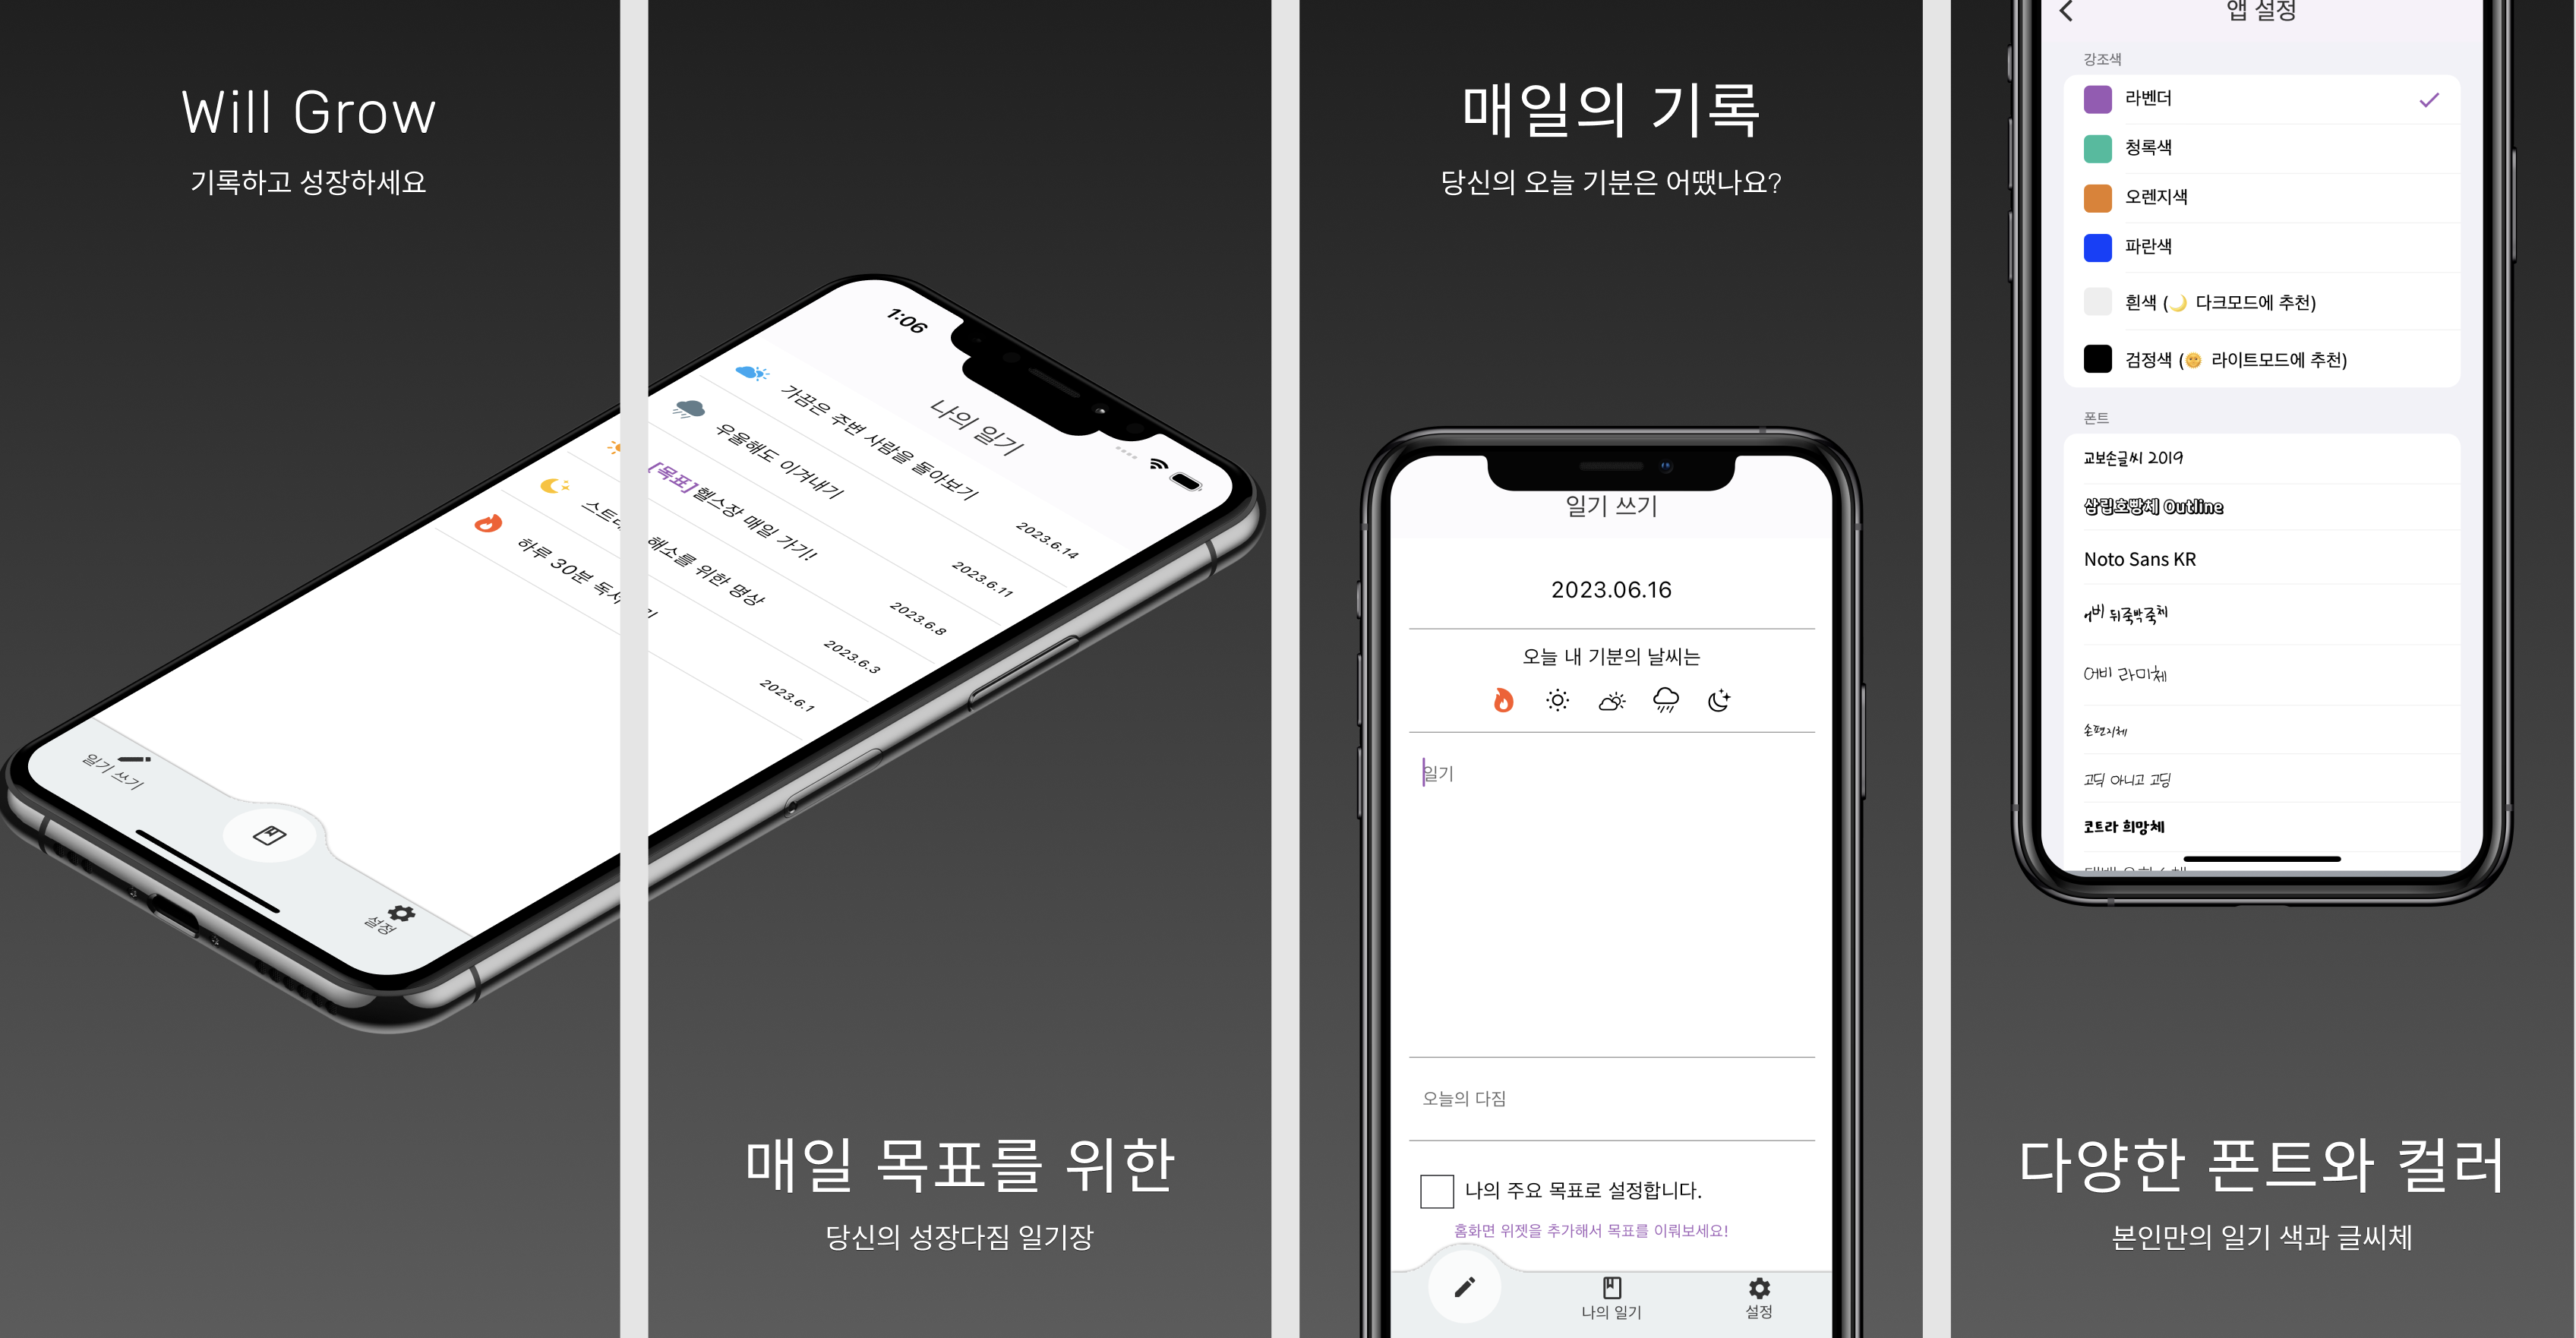 Will Grow
기록하고 성장하세요
일기 쓰기
설정
1:06
나의 일기
가끔은 주변 사람을 돌아보기
2023.6.14
우울해도 이겨내기
2023.6.11
[목표] 헬스장 매일 가기!
2023.6.8
스트 해소를 위한 명상
2023.6.3
하루 30분 독서 기
2023.6.1
매일 목표를 위한
당신의 성장다짐 일기장
매일의 기록
당신의 오늘 기분은 어땠나요?
일기 쓰기
2023.06.16
오늘 내 기분의 날씨는
일기
오늘의 다짐
나의 주요 목표로 설정합니다.
홈화면 위젯을 추가해서 목표를 이뤄보세요!
나의 일기
설정
앱 설정
강조색
라벤더
청록색
오렌지색
파란색
흰색 (🌙 다크모드에 추천)
검정색 (🌞 라이트모드에 추천)
폰트
교보손글씨 2019
삼립호빵체 Outline
Noto Sans KR
어비 뒤죽박죽체
어비 라미체
손편지체
고딕 아니고 고딩
코트라 희망체
다양한 폰트와 컬러
본인만의 일기 색과 글씨체